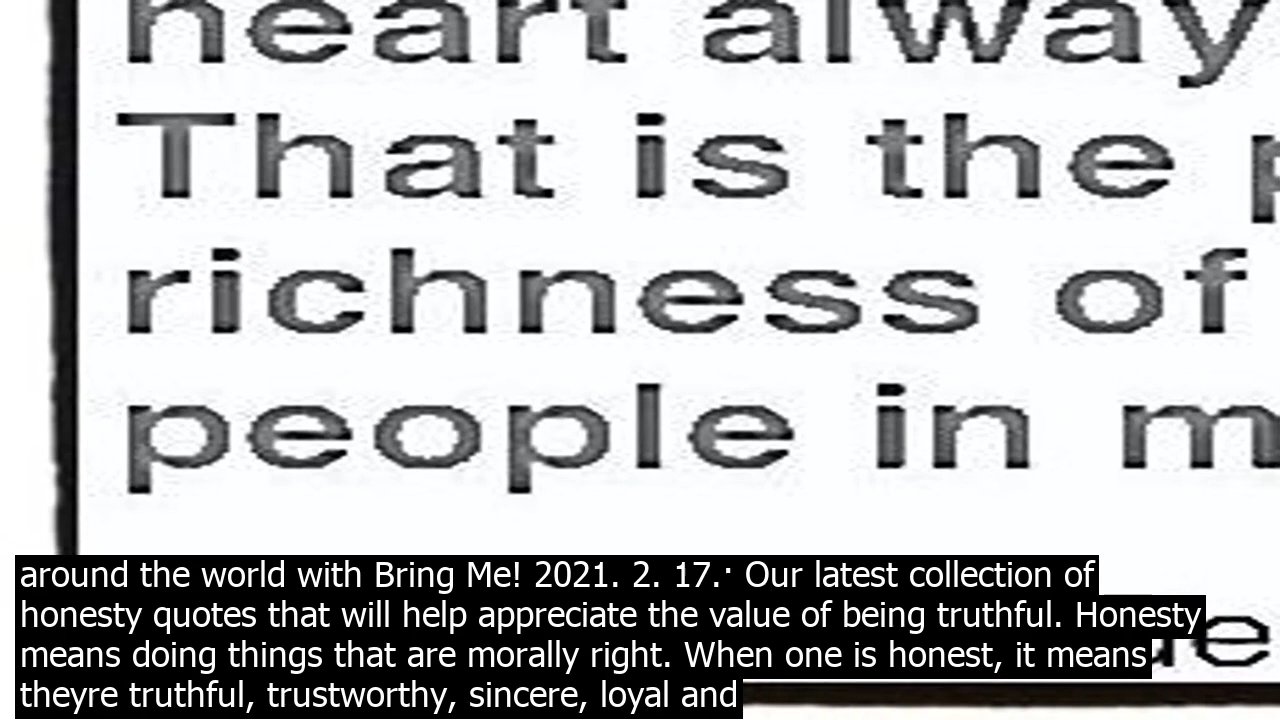 heart alway
That is the
richness of
people in m
around the world with Bring Me! 2021. 2. 17.· Our latest collection of
honesty quotes that will help appreciate the value of being truthful. Honesty
means doing things that are morally right. When one is honest, it means
theyre truthful, trustworthy, sincere, loyal and